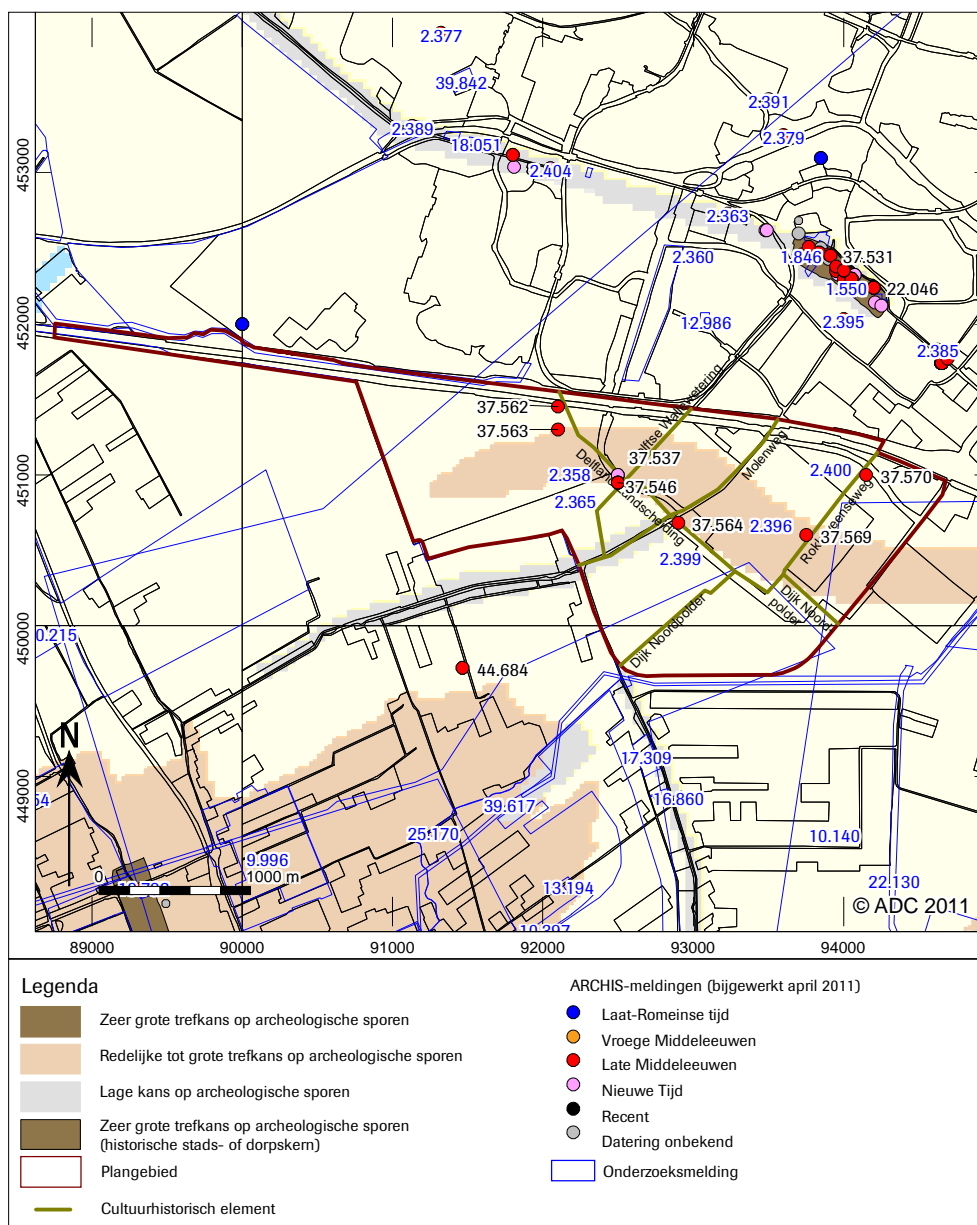 2.377
39.842
2.391
2.389
2.379
18.051
2.404
453000
2.363
2.360
1.846
37.531
1.550
22.046
12.986
2.395
452000
2.385
37.562
Delftse Wallewetering
37.563
Molenweg
37.537
2.358
2.400
37.570
451000
37.546
2.365
Rokkeveenseweg
37.564
2.396
37.569
2.399
Dijk Noord
polder
450000
Dijk Noordpolder
44.684
N
17.309
449000
54
16.860
39.617
25.170
10.140
9.996
0
1000 m
13.194
22.130
© ADC 2011
89000
90000
91000
92000
93000
94000
Legenda
Zeer grote trefkans op archeologische sporen
Redelijke tot grote trefkans op archeologische sporen
Lage kans op archeologische sporen
Zeer grote trefkans op archeologische sporen
(historische stads- of dorpskern)
Plangebied
Cultuurhistorisch element
ARCHIS-meldingen (bijgewerkt april 2011)
Laat-Romeinse tijd
Vroege Middeleeuwen
Late Middeleeuwen
Nieuwe Tijd
Recent
Datering onbekend
Onderzoeksmelding